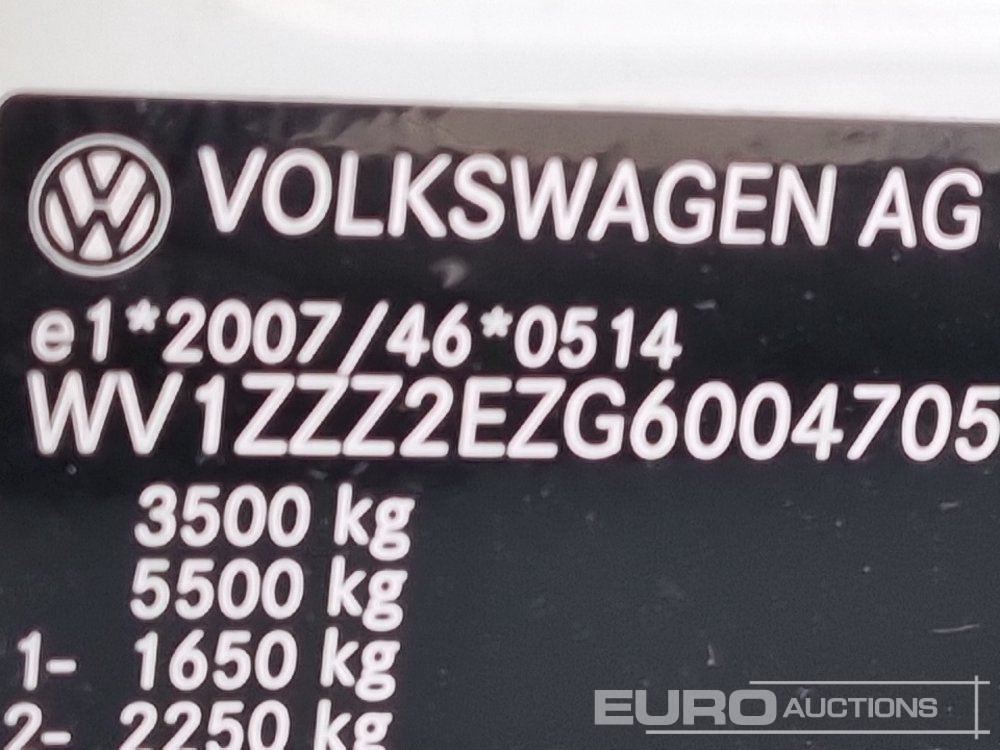 VOLKSWAGEN AG
e1*2007/46*0514
WV1ZZZ2EZG6004705
3500 kg
5500 kg
1- 1650 kg
2- 2250 kg
EURO AUCTIONS